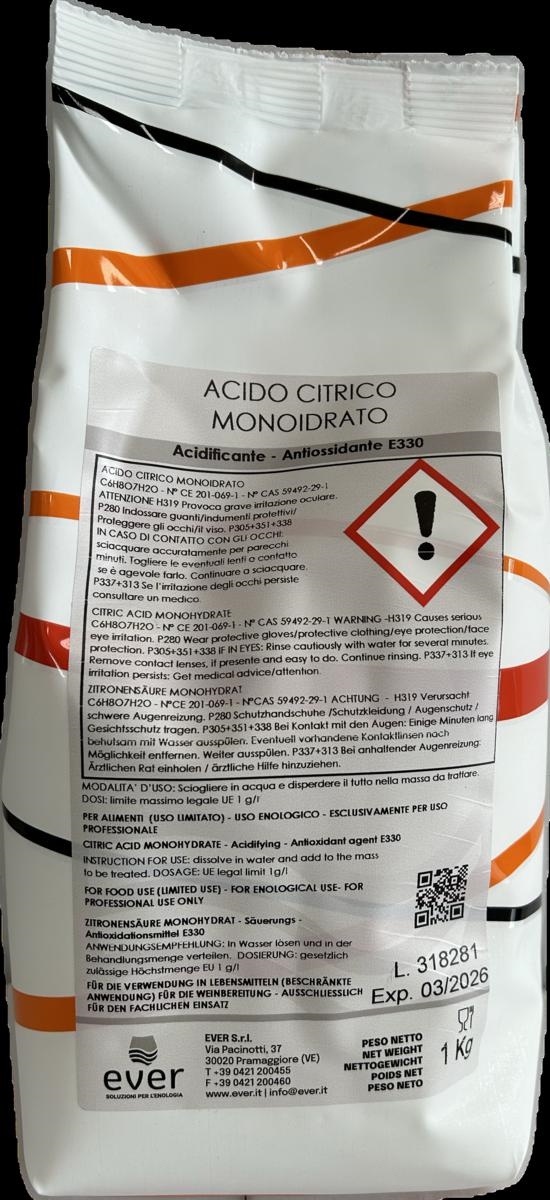 ACIDO CITRICO
MONOIDRATO
Acidificante - Antiossidante E330
ACIDO CITRICO MONOIDRATO
C6H8O7H2O - N° CE 201-069-1 - N° CAS 59492-29-1
ATTENZIONE H319 Provoca grave irritazione oculare.
P280 Indossare guanti/indumenti protettivi/
Proteggere gli occhi/il viso. P305+351+338
IN CASO DI CONTATTO CON GLI OCCHI:
sciacquare accuratamente per parecchi
minuti. Togliere le eventuali lenti a contatto
se è agevole farlo. Continuare a sciacquare.
P337+313 Se l'irritazione degli occhi persiste
consultare un medico.
CITRIC ACID MONOHYDRATE
C6H8O7H2O - N° CE 201-069-1 - N° CAS 59492-29-1 WARNING -H319 Causes serious
eye irritation. P280 Wear protective gloves/protective clothing/eye protection/face
protection. P305+351+338 IF IN EYES: Rinse cautiously with water for several minutes.
Remove contact lenses, if presente and easy to do. Continue rinsing. P337+313 If eye
irritation persists: Get medical advice/attention.
ZITRONENSÄURE MONOHYDRAT
C6H8O7H2O - N°CE 201-069-1 - N°CAS 59492-29-1 ACHTUNG - H319 Verursacht
schwere Augenreizung. P280 Schutzhandschuhe /Schutzkleidung / Augenschutz /
Gesichtsschutz tragen. P305+351+338 Bei Kontakt mit den Augen: Einige Minuten lang
behutsam mit Wasser ausspülen. Eventuell vorhandene Kontaktlinsen nach
Möglichkeit entfernen. Weiter ausspülen. P337+313 Bei anhaltender Augenreizung:
Ärztlichen Rat einholen / ärztliche Hilfe hinzuziehen.
MODALITA' D'USO: Sciogliere in acqua e disperdere il tutto nella massa da trattare.
DOSI: limite massimo legale UE 1 g/l
PER ALIMENTI (USO LIMITATO) - USO ENOLOGICO - ESCLUSIVAMENTE PER USO
PROFESSIONALE
CITRIC ACID MONOHYDRATE - Acidifying - Antioxidant agent E330
INSTRUCTION FOR USE: dissolve in water and add to the mass
to be treated. DOSAGE: UE legal limit 1g/l
FOR FOOD USE (LIMITED USE) - FOR ENOLOGICAL USE- FOR
PROFESSIONAL USE ONLY
ZITRONENSÄURE MONOHYDRAT - Säuerungs -
Antioxidationsmittel E330
ANWENDUNGSEMPFEHLUNG: In Wasser lösen und in der
Behandlungsmenge verteilen. DOSIERUNG: gesetzlich
zulässige Höchstmenge EU 1 g/l
FÜR DIE VERWENDUNG IN LEBENSMITTELN (BESCHRÄNKTE
ANWENDUNG) FÜR DIE WEINBEREITUNG - AUSSCHLIESSLICH
FÜR DEN FACHLICHEN EINSATZ
L. 318281
Exp. 03/2026
ever
SOLUZIONI PER L'ENOLOGIA
EVER S.r.l.
Via Pacinotti, 37
30020 Pramaggiore (VE)
T +39 0421 200455
F +39 0421 200460
www.ever.it | info@ever.it
PESO NETTO
NET WEIGHT
NETTOGEWICHT
POIDS NET
PESO NETO
1 Kg